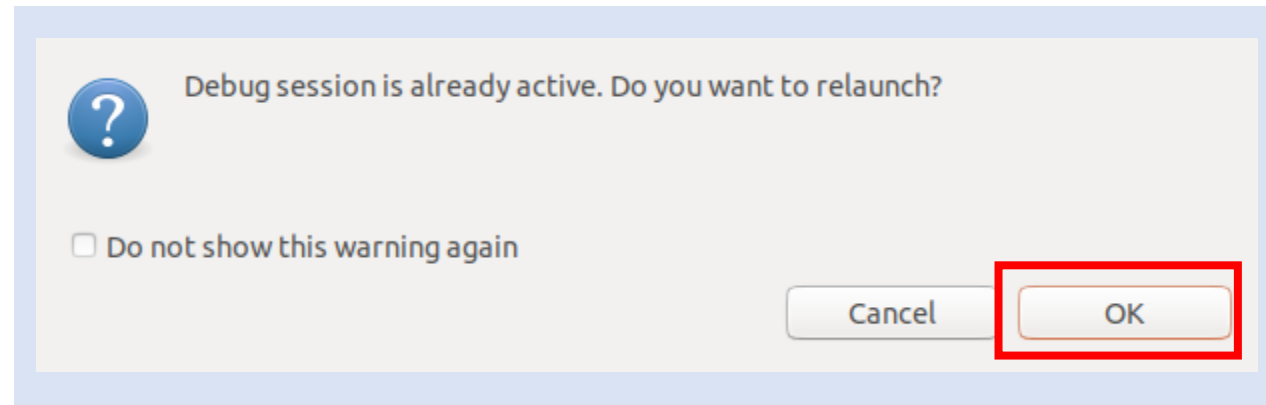 Debug session is already active. Do you want to relaunch?
Do not show this warning again
Cancel
OK